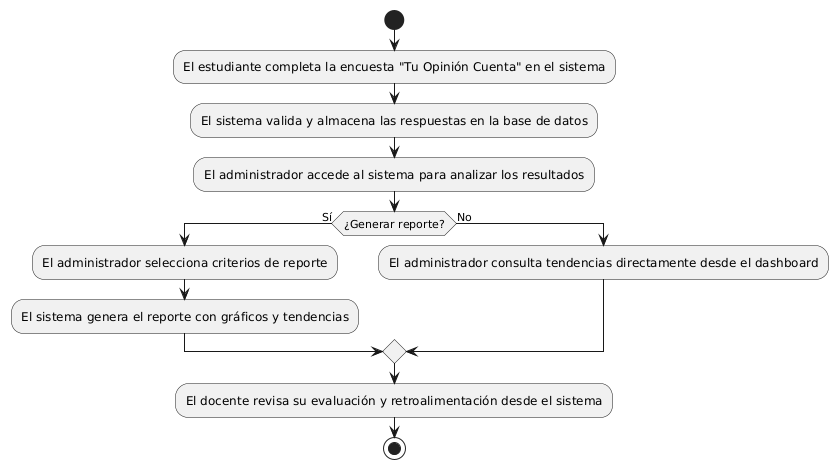 El estudiante completa la encuesta "Tu Opinión Cuenta" en el sistema
El sistema valida y almacena las respuestas en la base de datos
El administrador accede al sistema para analizar los resultados
Sí
¿Generar reporte?
No
El administrador selecciona criterios de reporte
El administrador consulta tendencias directamente desde el dashboard
El sistema genera el reporte con gráficos y tendencias
El docente revisa su evaluación y retroalimentación desde el sistema